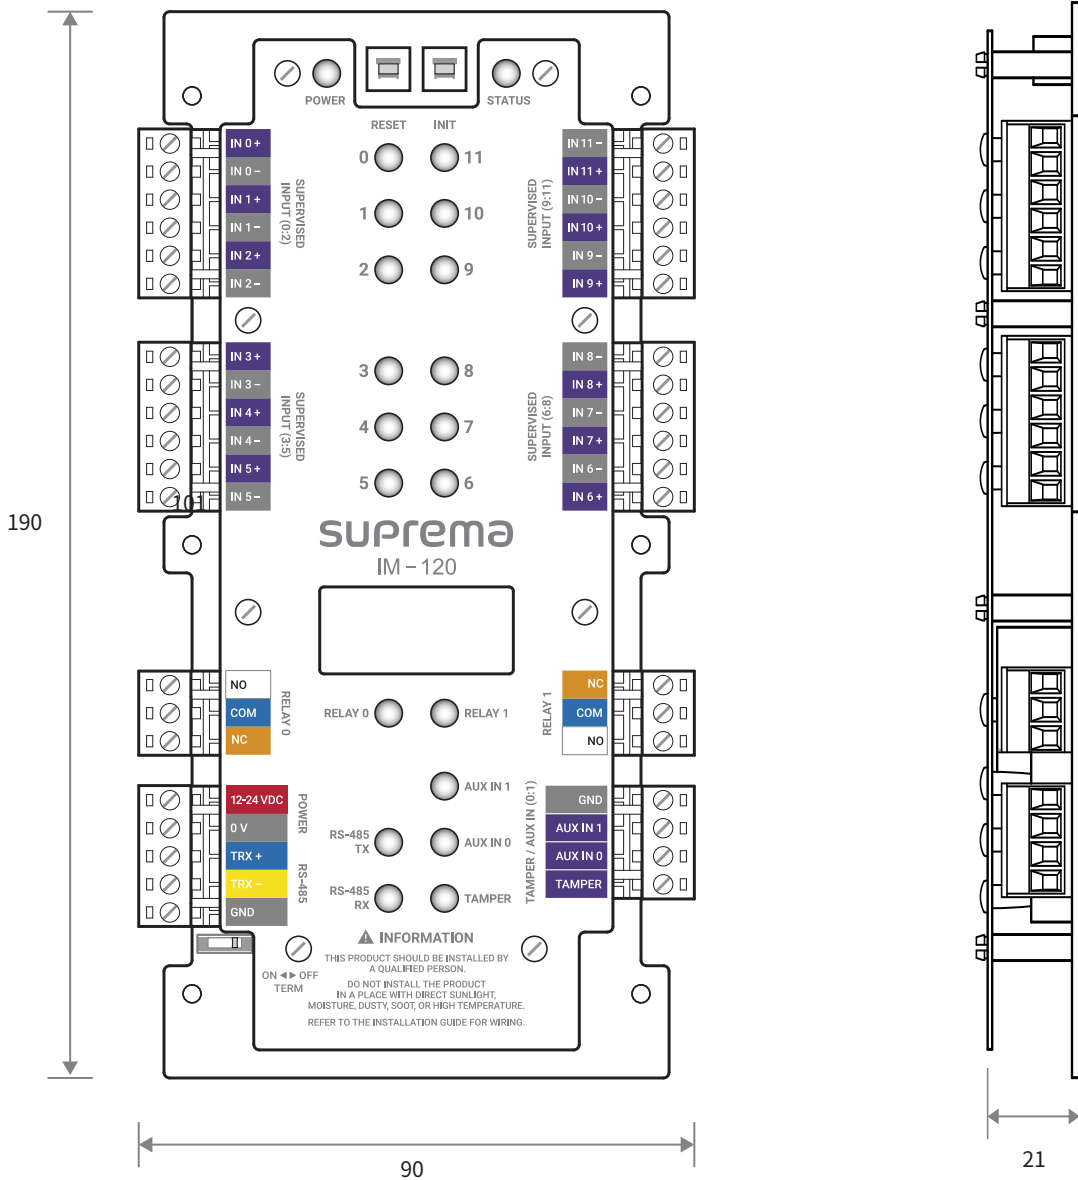 POWER
STATUS
RESET
INIT
IN 0 +
IN 0 –
IN 1 +
IN 1 –
IN 2 +
IN 2 –
SUPERVISED
INPUT (0:2)
0
11
1
10
2
9
SUPERVISED
INPUT (9:11)
IN 11 –
IN 11 +
IN 10 –
IN 10 +
IN 9 –
IN 9 +
IN 3 +
IN 3 –
IN 4 +
IN 4 –
IN 5 +
IN 5 –
SUPERVISED
INPUT (3:5)
3
8
4
7
5
6
SUPERVISED
INPUT (6:8)
IN 8 –
IN 8 +
IN 7 –
IN 7 +
IN 6 –
IN 6 +
101
190
suprema
IM – 120
NO
COM
NC
RELAY 0
RELAY 0
RELAY 1
RELAY 1
NC
COM
NO
12-24 VDC
0 V
TRX +
TRX –
GND
POWER
RS-485
AUX IN 1
RS-485
TX
AUX IN 0
RS-485
RX
TAMPER
TAMPER / AUX IN (0:1)
GND
AUX IN 1
AUX IN 0
TAMPER
ON ◀▶ OFF
TERM
INFORMATION
THIS PRODUCT SHOULD BE INSTALLED BY
A QUALIFIED PERSON.
DO NOT INSTALL THE PRODUCT
IN A PLACE WITH DIRECT SUNLIGHT,
MOISTURE, DUSTY, SOOT, OR HIGH TEMPERATURE.
REFER TO THE INSTALLATION GUIDE FOR WIRING.
90
21